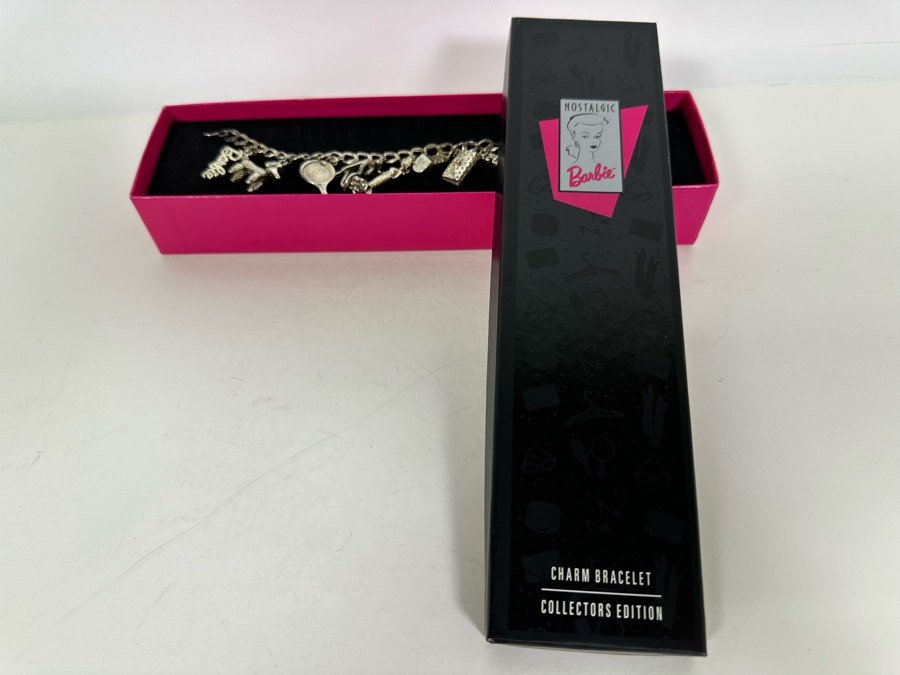 NOSTALGIC
Barbie
CHARM BRACELET
COLLECTORS EDITION